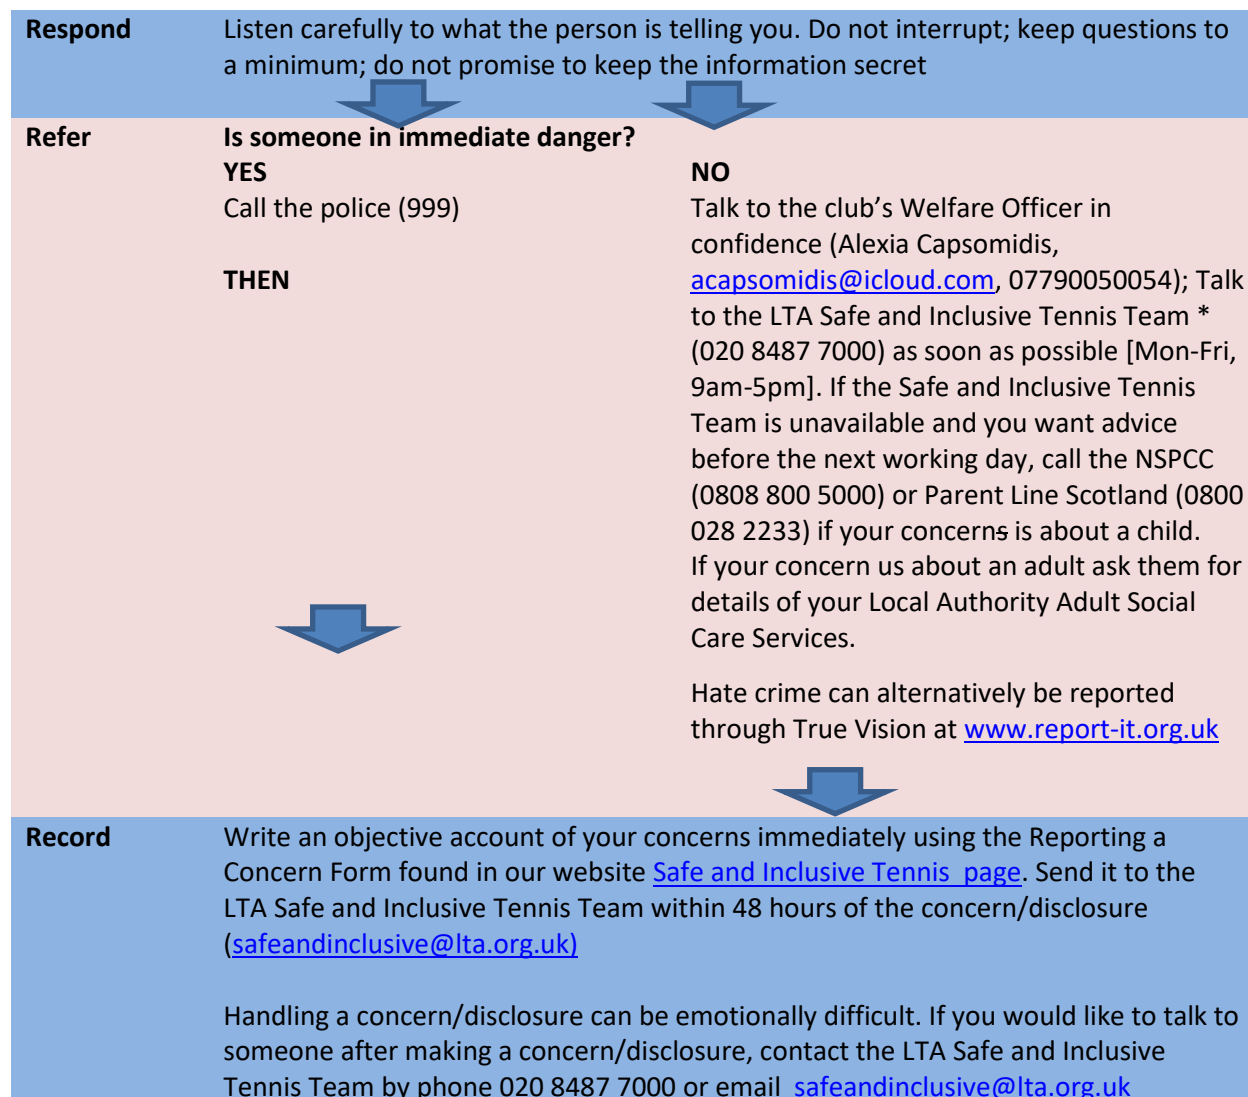 Respond
Listen carefully to what the person is telling you. Do not interrupt; keep questions to
a minimum; do not promise to keep the information secret
Refer
Is someone in immediate danger?
YES
Call the police (999)
THEN
NO
Talk to the club’s Welfare Officer in
confidence (Alexia Capsomidis,
acapsomidis@icloud.com, 07790050054); Talk
to the LTA Safe and Inclusive Tennis Team *
(020 8487 7000) as soon as possible [Mon-Fri,
9am-5pm]. If the Safe and Inclusive Tennis
Team is unavailable and you want advice
before the next working day, call the NSPCC
(0808 800 5000) or Parent Line Scotland (0800
028 2233) if your concerns is about a child.
If your concern us about an adult ask them for
details of your Local Authority Adult Social
Care Services.
Hate crime can alternatively be reported
through True Vision at www.report-it.org.uk
Record
Write an objective account of your concerns immediately using the Reporting a
Concern Form found in our website Safe and Inclusive Tennis  page. Send it to the
LTA Safe and Inclusive Tennis Team within 48 hours of the concern/disclosure
(safeandinclusive@lta.org.uk)
Handling a concern/disclosure can be emotionally difficult. If you would like to talk to
someone after making a concern/disclosure, contact the LTA Safe and Inclusive
Tennis Team by phone 020 8487 7000 or email  safeandinclusive@lta.org.uk